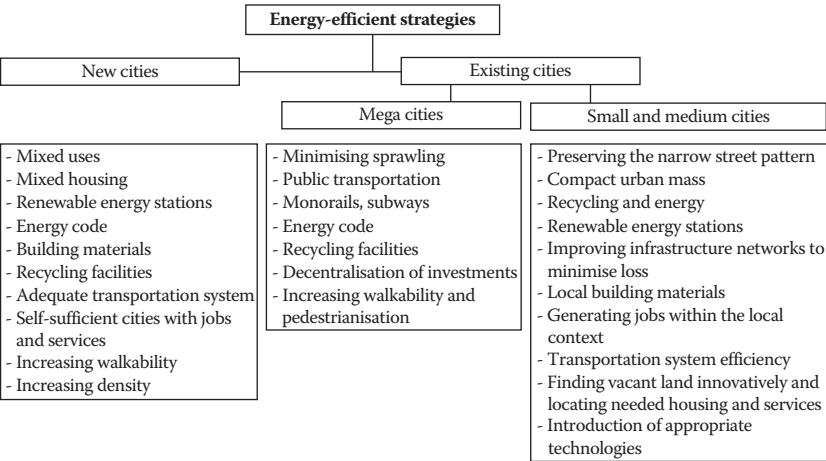 Energy-efficient strategies
New cities
Existing cities
Mega cities
Small and medium cities
- Mixed uses
- Mixed housing
- Renewable energy stations
- Energy code
- Building materials
- Recycling facilities
- Adequate transportation system
- Self-sufficient cities with jobs
and services
- Increasing walkability
- Increasing density
- Minimising sprawling
- Public transportation
- Monorails, subways
- Energy code
- Recycling facilities
- Decentralisation of investments
- Increasing walkability and
pedestrianisation
- Preserving the narrow street pattern
- Compact urban mass
- Recycling and energy
- Renewable energy stations
- Improving infrastructure networks to
minimise loss
- Local building materials
- Generating jobs within the local
context
- Transportation system efficiency
- Finding vacant land innovatively and
locating needed housing and services
- Introduction of appropriate
technologies